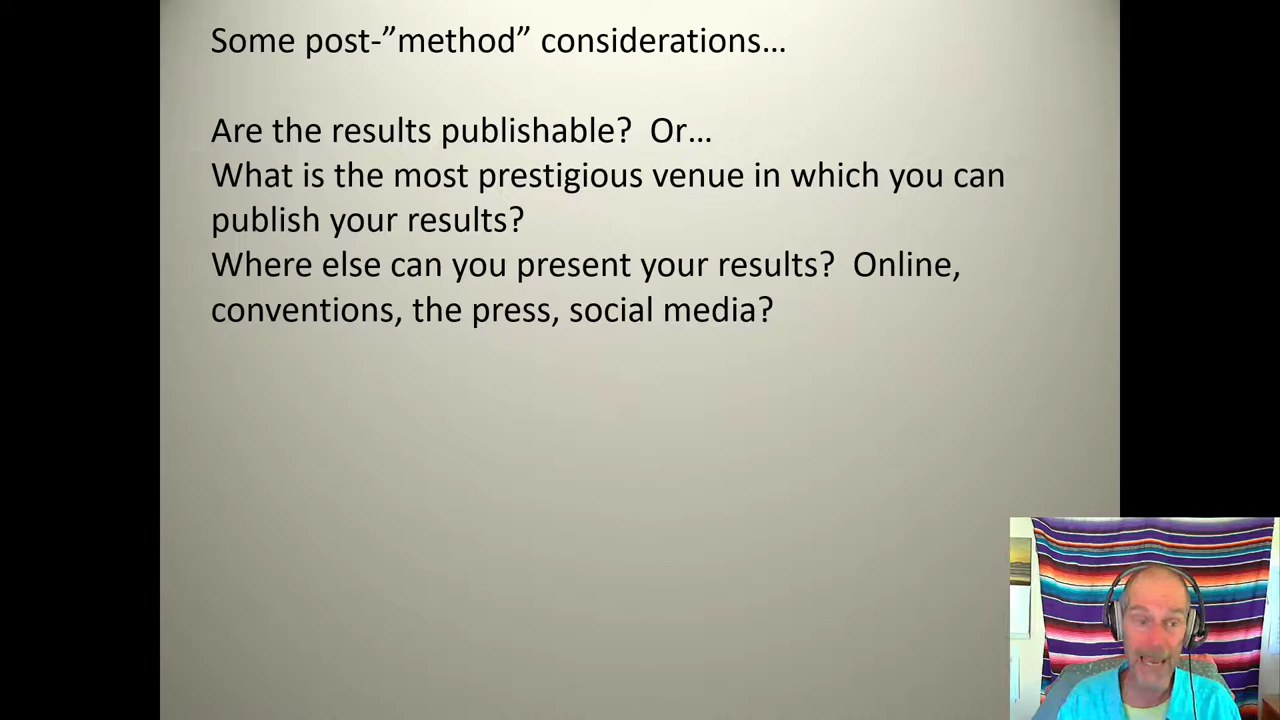 Some post-”method” considerations…
Are the results publishable?  Or…
What is the most prestigious venue in which you can
publish your results?
Where else can you present your results?  Online,
conventions, the press, social media?